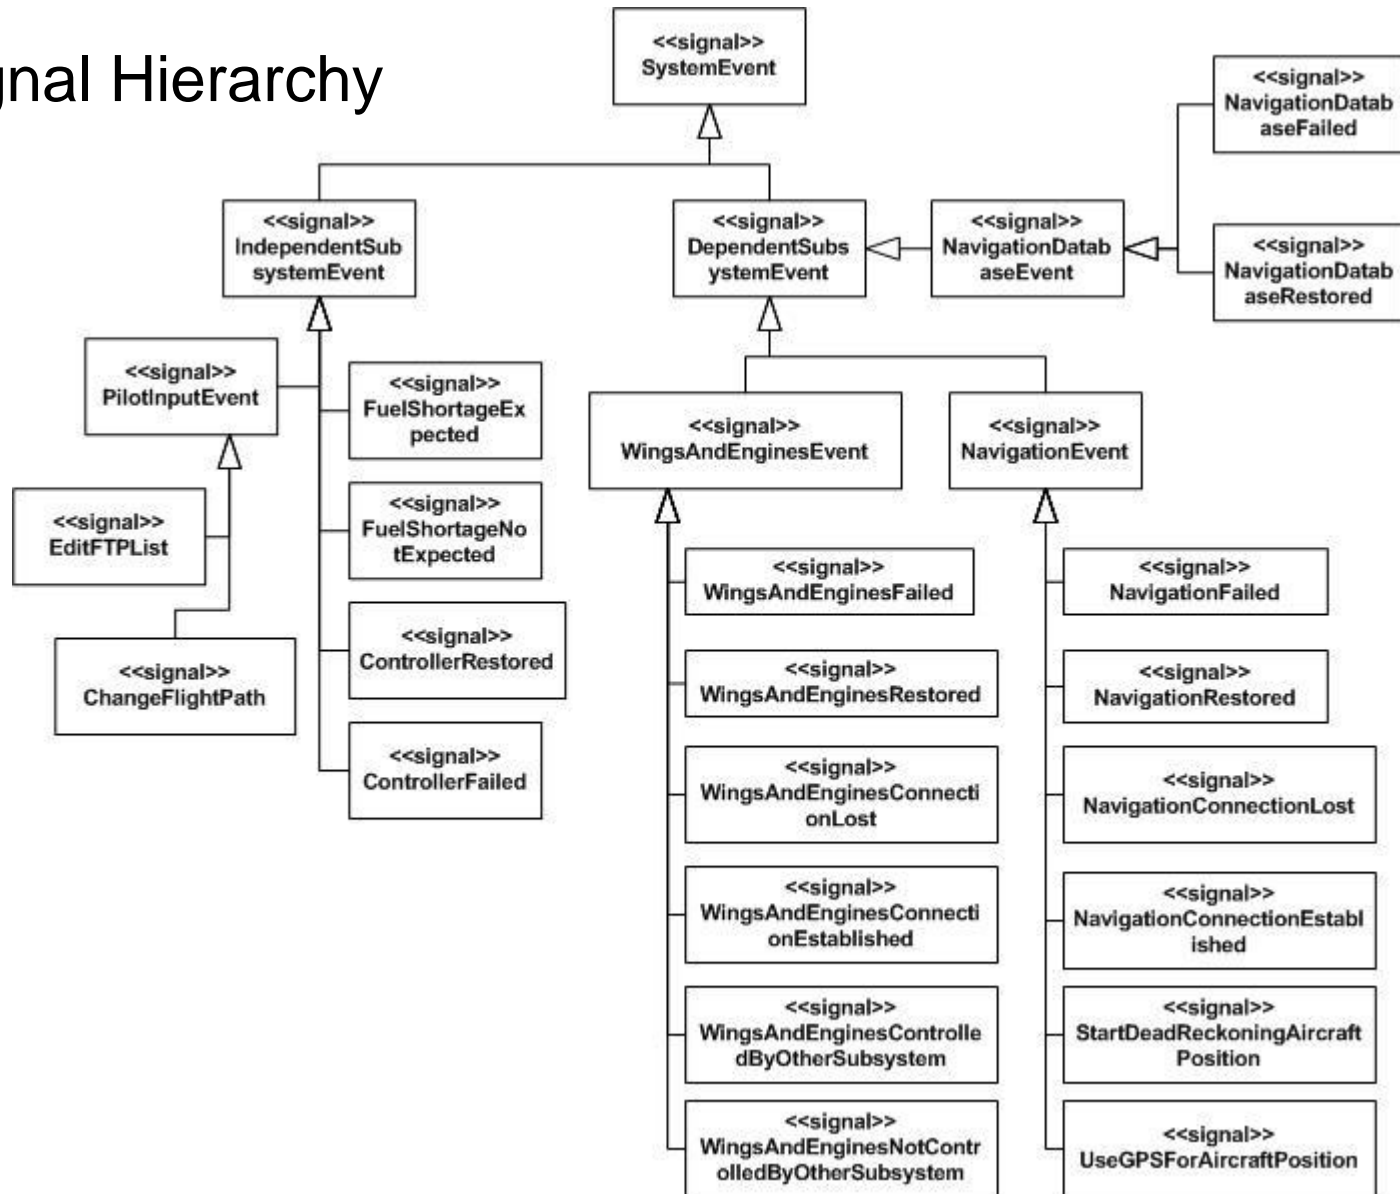 gnal Hierarchy
<<signal>>
SystemEvent
<<signal>>
NavigationDatab
aseFailed
<<signal>>
IndependentSub
systemEvent
<<signal>>
DependentSubs
ystemEvent
<<signal>>
NavigationDatab
aseEvent
<<signal>>
NavigationDatab
aseRestored
<<signal>>
PilotInputEvent
<<signal>>
FuelShortageEx
pected
<<signal>>
WingsAndEnginesEvent
<<signal>>
NavigationEvent
<<signal>>
EditFTPList
<<signal>>
FuelShortageNo
tExpected
<<signal>>
WingsAndEnginesFailed
<<signal>>
NavigationFailed
<<signal>>
ChangeFlightPath
<<signal>>
ControllerRestored
<<signal>>
WingsAndEnginesRestored
<<signal>>
NavigationRestored
<<signal>>
ControllerFailed
<<signal>>
WingsAndEnginesConnecti
onLost
<<signal>>
NavigationConnectionLost
<<signal>>
WingsAndEnginesConnecti
onEstablished
<<signal>>
NavigationConnectionEstabl
ished
<<signal>>
WingsAndEnginesControlle
dByOtherSubsystem
<<signal>>
StartDeadReckoningAircraft
Position
<<signal>>
WingsAndEnginesNotContr
olledByOtherSubsystem
<<signal>>
UseGPSForAircraftPosition